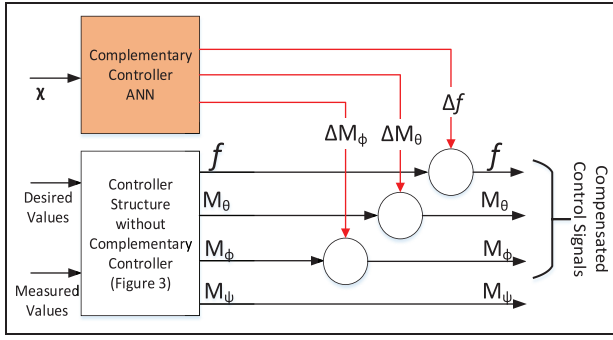 Complementary
Controller
ANN
χ
Δf
ΔMϕ
ΔMθ
f
f
Desired
Values
Controller
Structure
without
Complementary
Controller
(Figure 3)
Mθ
Mθ
Mϕ
Mϕ
Measured
Values
Mψ
Mψ
Compensated
Control Signals